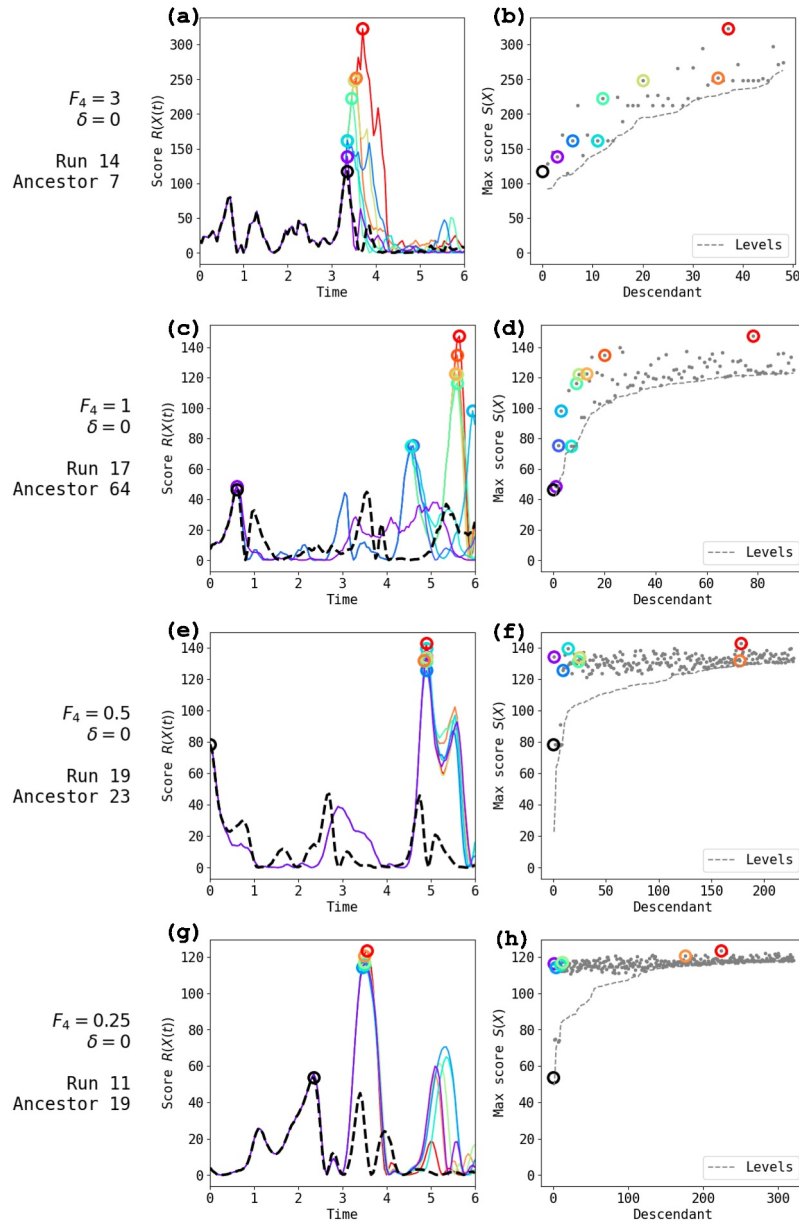 (a)
(b)
F₄ = 3
δ = 0
Run 14
Ancestor 7
Score R(X(t))
300
250
200
150
100
50
0
0 1 2 3 4 5 6
Time
Max score S(X)
300
250
200
150
100
50
0
Levels
0 10 20 30 40 50
Descendant
(c)
(d)
F₄ = 1
δ = 0
Run 17
Ancestor 64
Score R(X(t))
140
120
100
80
60
40
20
0
0 1 2 3 4 5 6
Time
Max score S(X)
140
120
100
80
60
40
20
0
Levels
0 20 40 60 80
Descendant
(e)
(f)
F₄ = 0.5
δ = 0
Run 19
Ancestor 23
Score R(X(t))
140
120
100
80
60
40
20
0
0 1 2 3 4 5 6
Time
Max score S(X)
140
120
100
80
60
40
20
0
Levels
0 50 100 150 200
Descendant
(g)
(h)
F₄ = 0.25
δ = 0
Run 11
Ancestor 19
Score R(X(t))
120
100
80
60
40
20
0
0 1 2 3 4 5 6
Time
Max score S(X)
120
100
80
60
40
20
0
Levels
0 100 200 300
Descendant